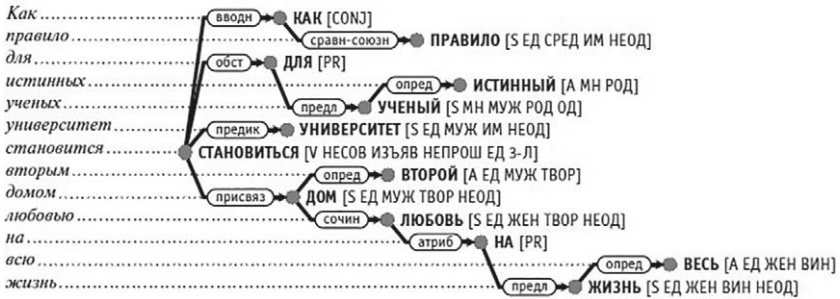 Как вводн КАК [CONJ]
правило сравн-союзн ПРАВИЛО [S ЕД СРЕД ИМ НЕОД]
для обст ДЛЯ [PR]
истинных опред ИСТИННЫЙ [A МН РОД]
ученых предл УЧЕНЫЙ [S МН МУЖ РОД ОД]
университет предик УНИВЕРСИТЕТ [S ЕД МУЖ ИМ НЕОД]
становится СТАНОВИТЬСЯ [V НЕСОВ ИЗЪЯВ НЕПРОШ ЕД 3-Л]
вторым опред ВТОРОЙ [A ЕД МУЖ ТВОР]
домом присвяз ДОМ [S ЕД МУЖ ТВОР НЕОД]
любовью сочин ЛЮБОВЬ [S ЕД ЖЕН ТВОР НЕОД]
на атриб НА [PR]
всю опред ВЕСЬ [A ЕД ЖЕН ВИН]
жизнь предл ЖИЗНЬ [S ЕД ЖЕН ВИН НЕОД]